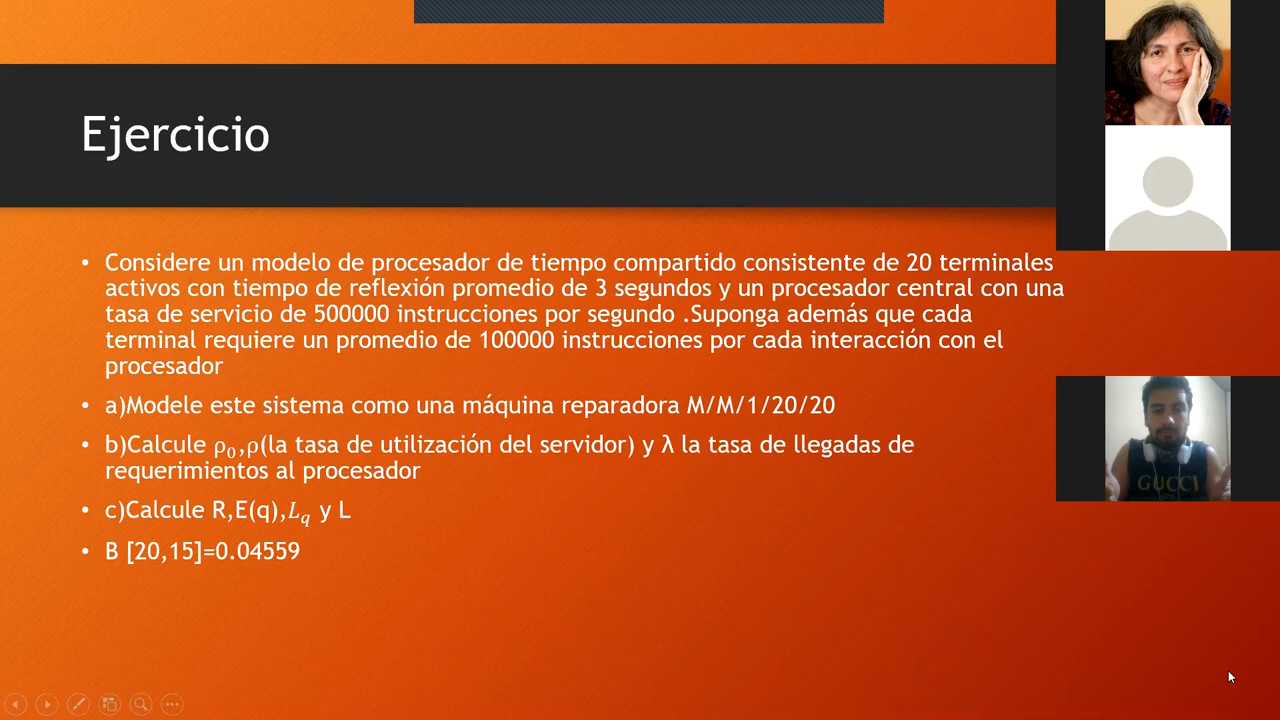 Ejercicio
• Considere un modelo de procesador de tiempo compartido consistente de 20 terminales
activos con tiempo de reflexión promedio de 3 segundos y un procesador central con una
tasa de servicio de 500000 instrucciones por segundo .Suponga además que cada
terminal requiere un promedio de 100000 instrucciones por cada interacción con el
procesador
• a)Modele este sistema como una máquina reparadora M/M/1/20/20
• b)Calcule ρ₀,ρ(la tasa de utilización del servidor) y λ la tasa de llegadas de
requerimientos al procesador
• c)Calcule R,E(q),L_q y L
• B [20,15]=0.04559
GUCCI